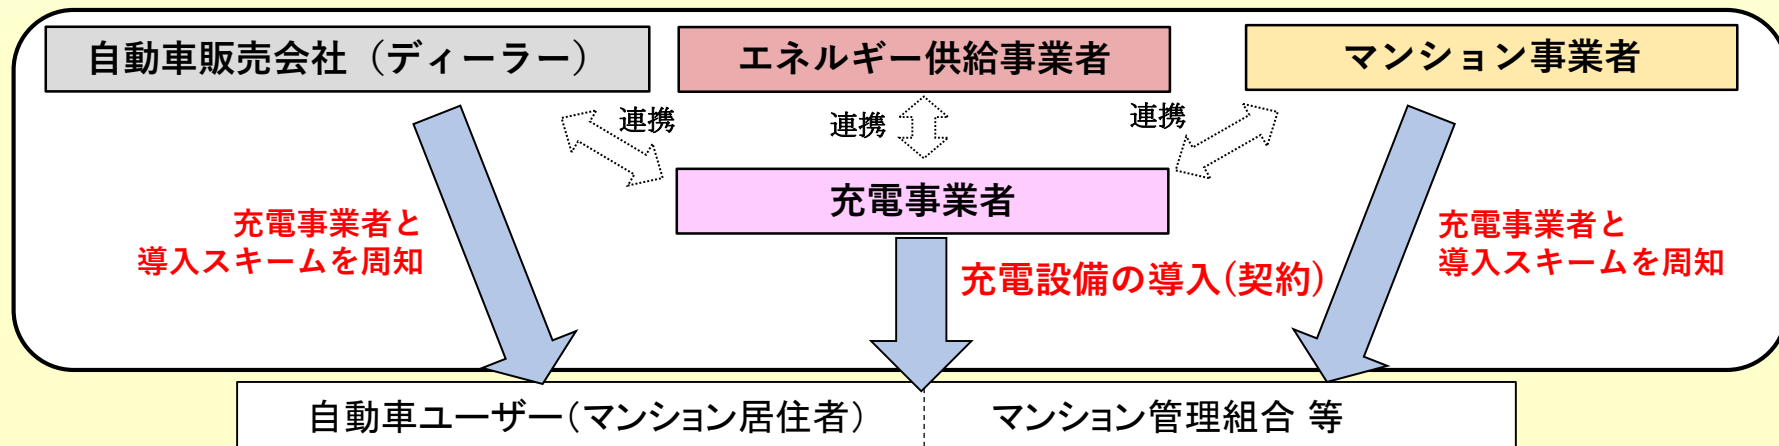 自動車販売会社（ディーラー）
エネルギー供給事業者
マンション事業者
連携
連携
連携
充電事業者
充電事業者と
導入スキームを周知
充電設備の導入(契約)
充電事業者と
導入スキームを周知
自動車ユーザー（マンション居住者）
マンション管理組合 等